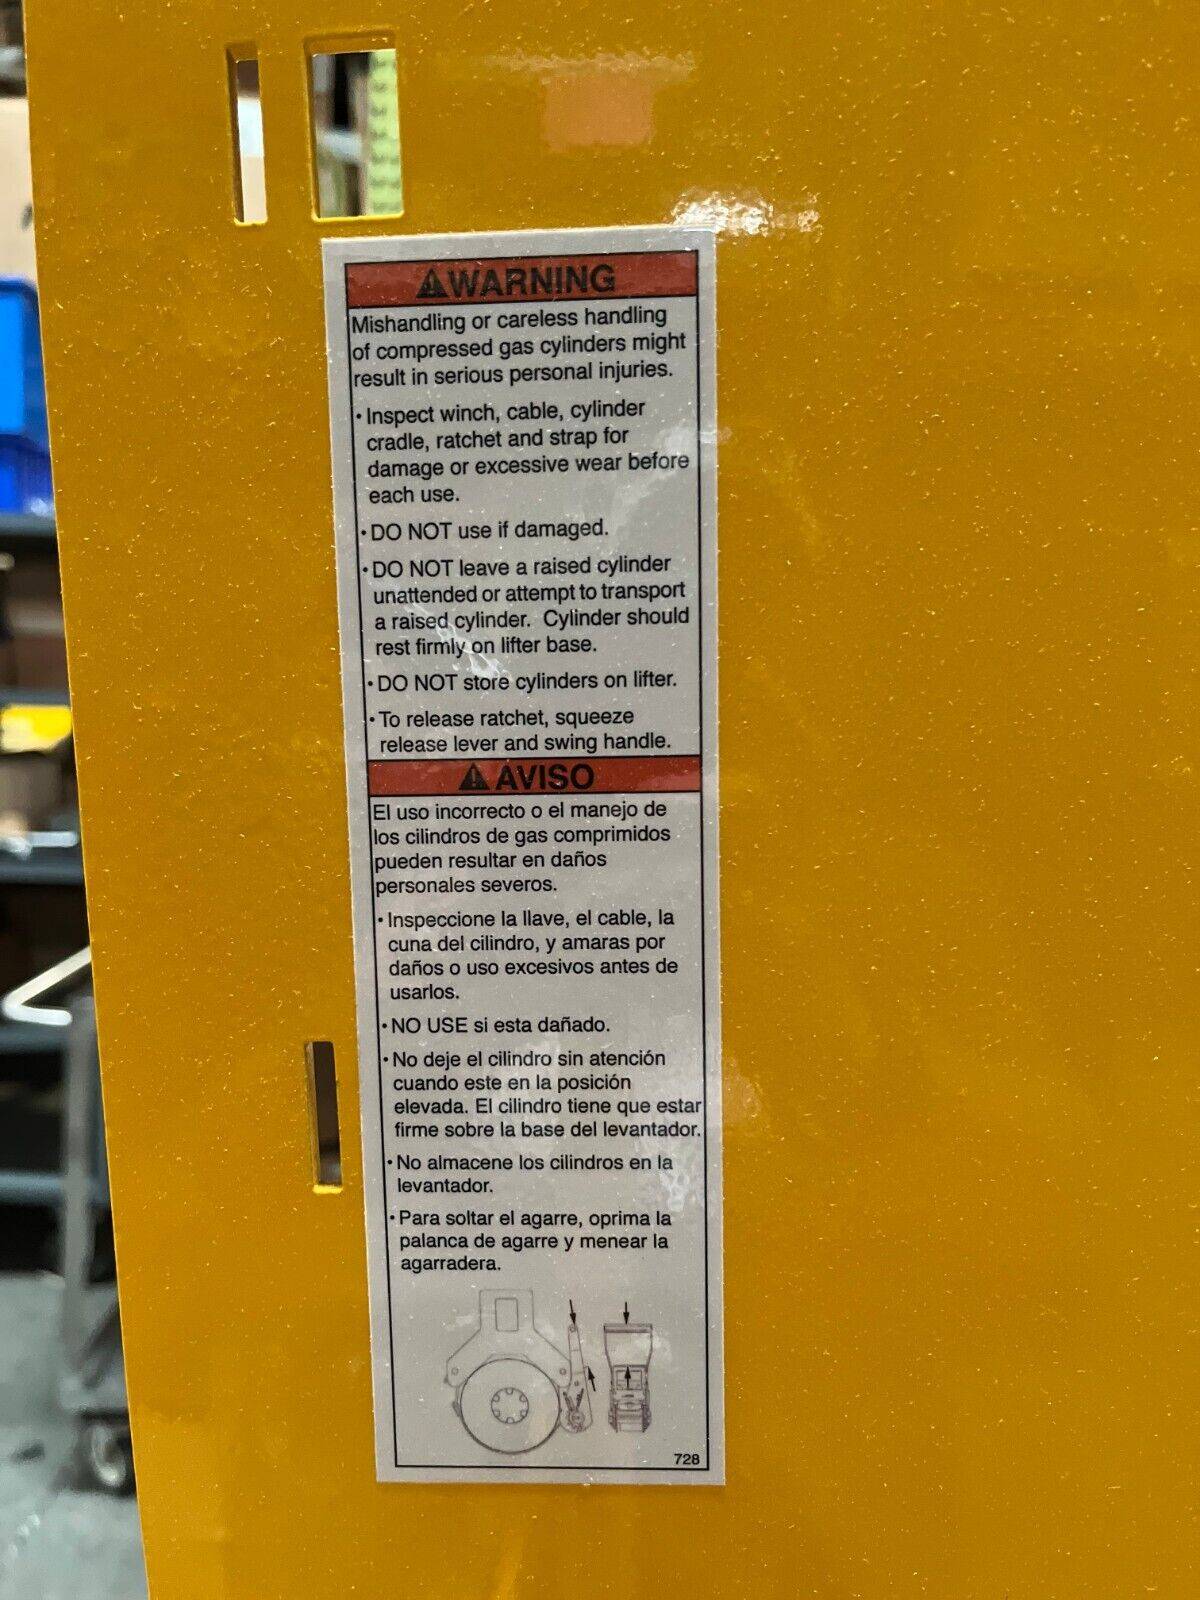 WARNING
Mishandling or careless handling
of compressed gas cylinders might
result in serious personal injuries.
• Inspect winch, cable, cylinder
cradle, ratchet and strap for
damage or excessive wear before
each use.
• DO NOT use if damaged.
• DO NOT leave a raised cylinder
unattended or attempt to transport
a raised cylinder. Cylinder should
rest firmly on lifter base.
• DO NOT store cylinders on lifter.
• To release ratchet, squeeze
release lever and swing handle.
AVISO
El uso incorrecto o el manejo de
los cilindros de gas comprimidos
pueden resultar en daños
personales severos.
• Inspeccione la llave, el cable, la
cuna del cilindro, y amaras por
daños o uso excesivos antes de
usarlos.
• NO USE si esta dañado.
• No deje el cilindro sin atención
cuando este en la posición
elevada. El cilindro tiene que estar
firme sobre la base del levantador.
• No almacene los cilindros en la
levantador.
• Para soltar el agarre, oprima la
palanca de agarre y menear la
agarradera.
728